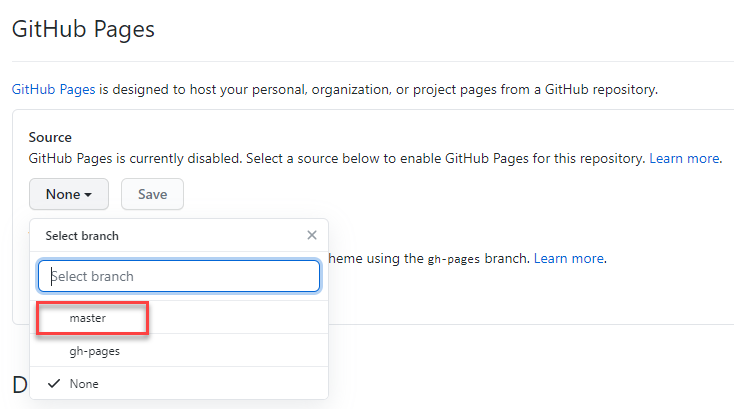 GitHub Pages
GitHub Pages is designed to host your personal, organization, or project pages from a GitHub repository.
Source
GitHub Pages is currently disabled. Select a source below to enable GitHub Pages for this repository. Learn more.
None
Save
Select branch
heme using the gh-pages branch. Learn more.
Select branch
master
gh-pages
None
D